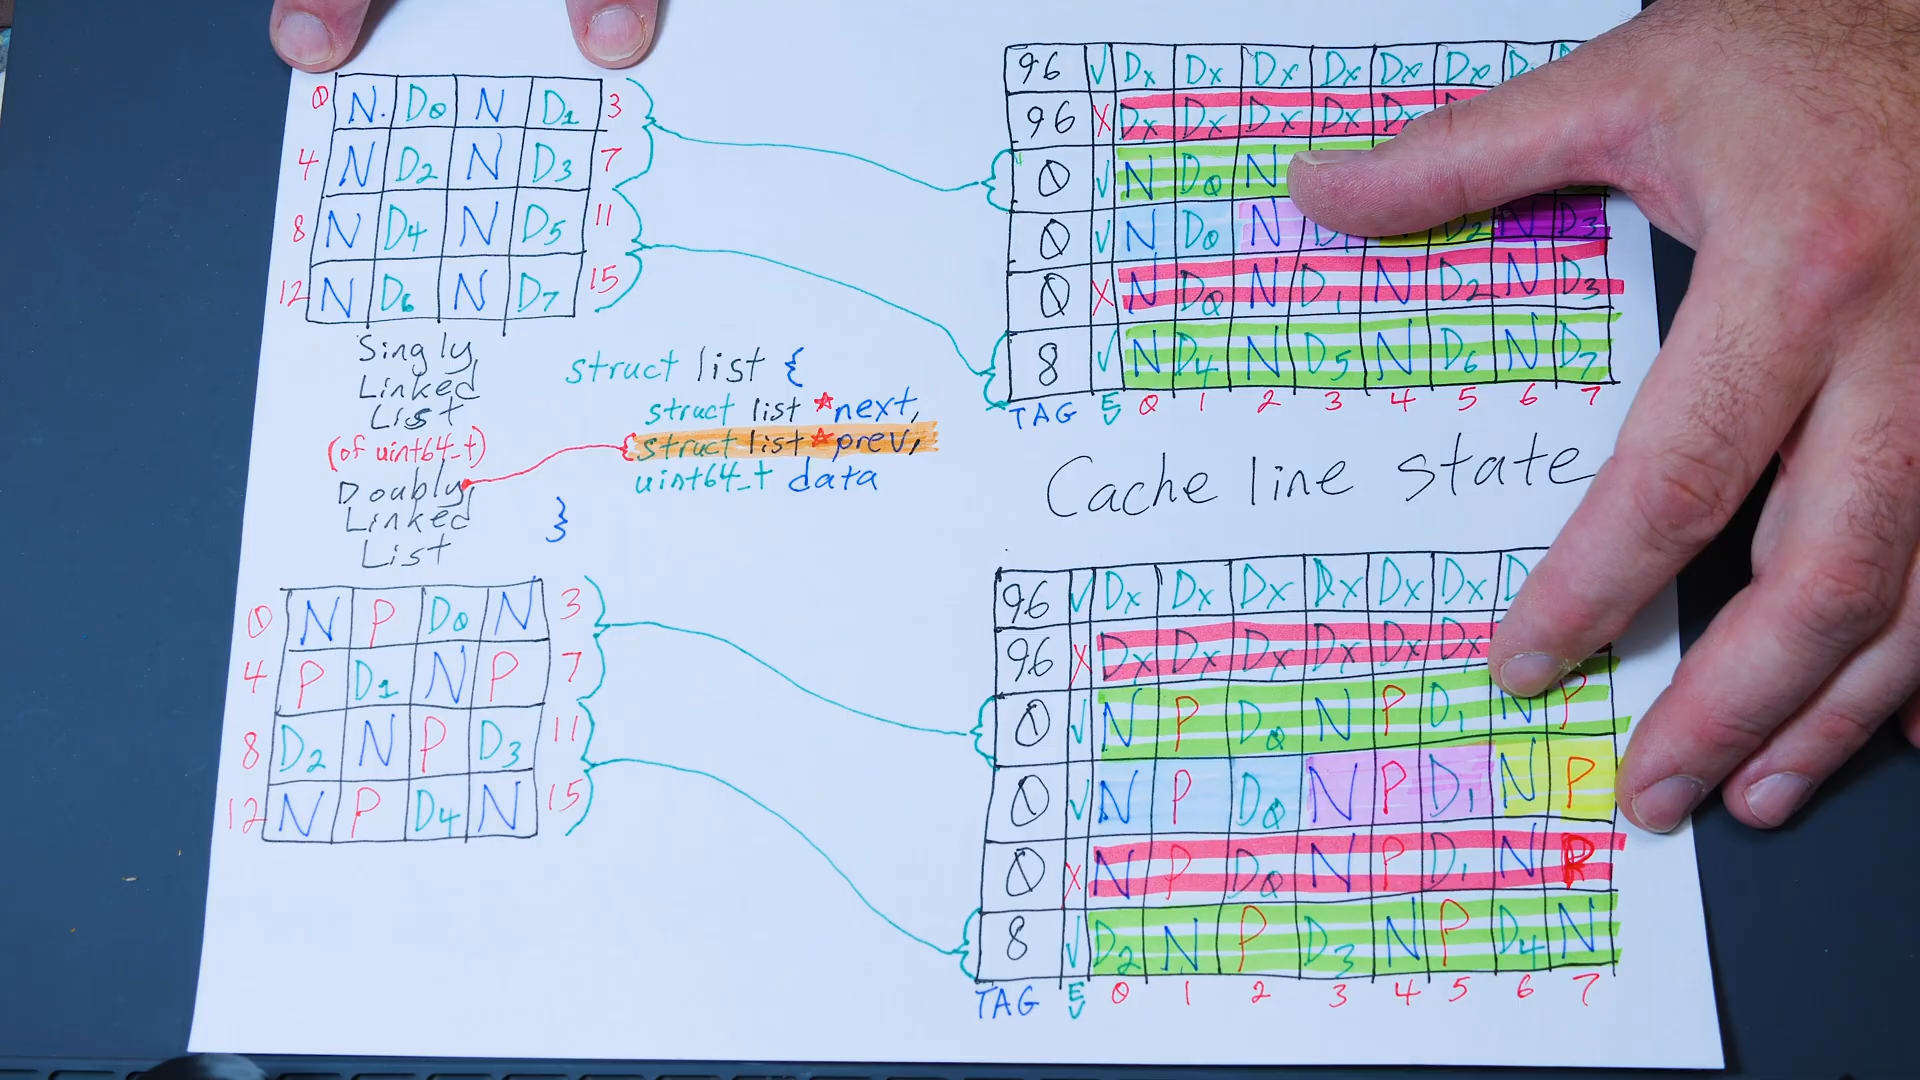 0 N. D0 N D1 3
4 N D2 N D3 7
8 N D4 N D5 11
12 N D6 N D7 15
Singly
Linked
List
(of uint64_t)
Doubly
Linked
List
struct list {
struct list *next,
struct list *prev,
uint64_t data
}
0 N P D0 N 3
4 P D1 N P 7
8 D2 N P D3 11
12 N P D4 N 15
96 √ Dx Dx Dx Dx Dx Dx
96 X Dx Dx Dx Dx Dx
0 √ N D0 N
0 √ N D0 N D1 D2 N D3
0 X N D0 N D1 N D2 N D3
8 √ N D4 N D5 N D6 N D7
TAG E 0 1 2 3 4 5 6 7
Cache line state
96 √ Dx Dx Dx Dx Dx Dx
96 X Dx Dx Dx Dx Dx Dx
0 √ N P D0 N P D1 N P
0 √ N P D0 N P D1 N P
0 X N P D0 N P D1 N
8 √ D2 N P D3 N P D4 N
TAG E 0 1 2 3 4 5 6 7